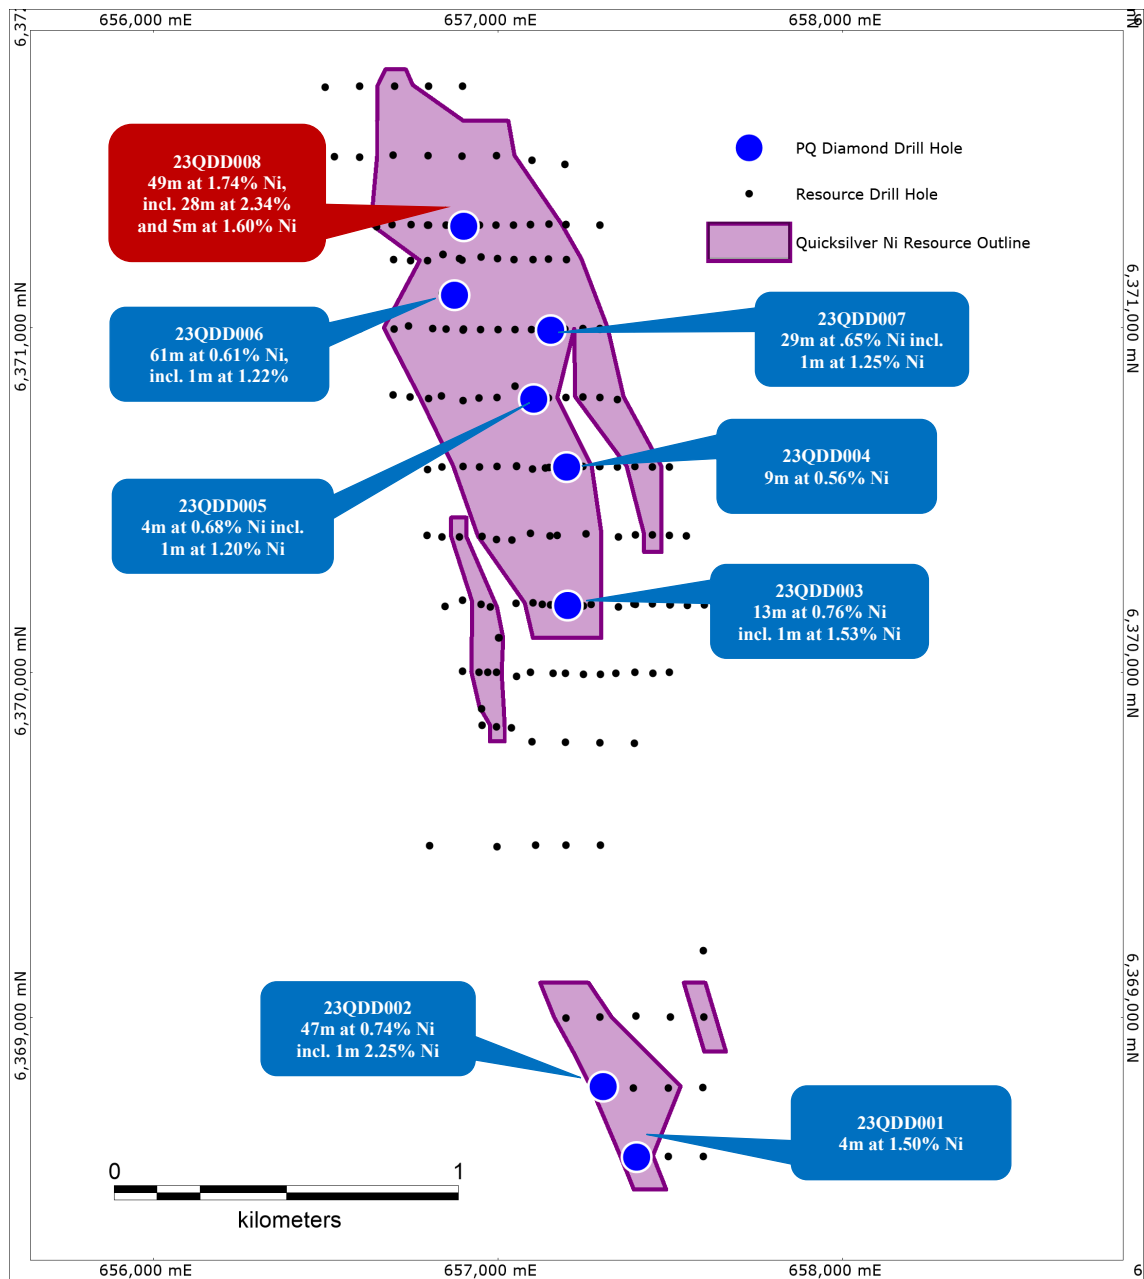 656,000 mE
657,000 mE
658,000 mE
6
6,37
mN
PQ Diamond Drill Hole
Resource Drill Hole
Quicksilver Ni Resource Outline
23QDD008
49m at 1.74% Ni,
incl. 28m at 2.34%
and 5m at 1.60% Ni
6,371,000 mN
6,371,000 mN
23QDD006
61m at 0.61% Ni,
incl. 1m at 1.22%
23QDD007
29m at .65% Ni incl.
1m at 1.25% Ni
23QDD004
9m at 0.56% Ni
23QDD005
4m at 0.68% Ni incl.
1m at 1.20% Ni
23QDD003
13m at 0.76% Ni
incl. 1m at 1.53% Ni
6,370,000 mN
6,370,000 mN
23QDD002
47m at 0.74% Ni
incl. 1m 2.25% Ni
6,369,000 mN
6,369,000 mN
23QDD001
4m at 1.50% Ni
0
1
kilometers
656,000 mE
657,000 mE
658,000 mE
6